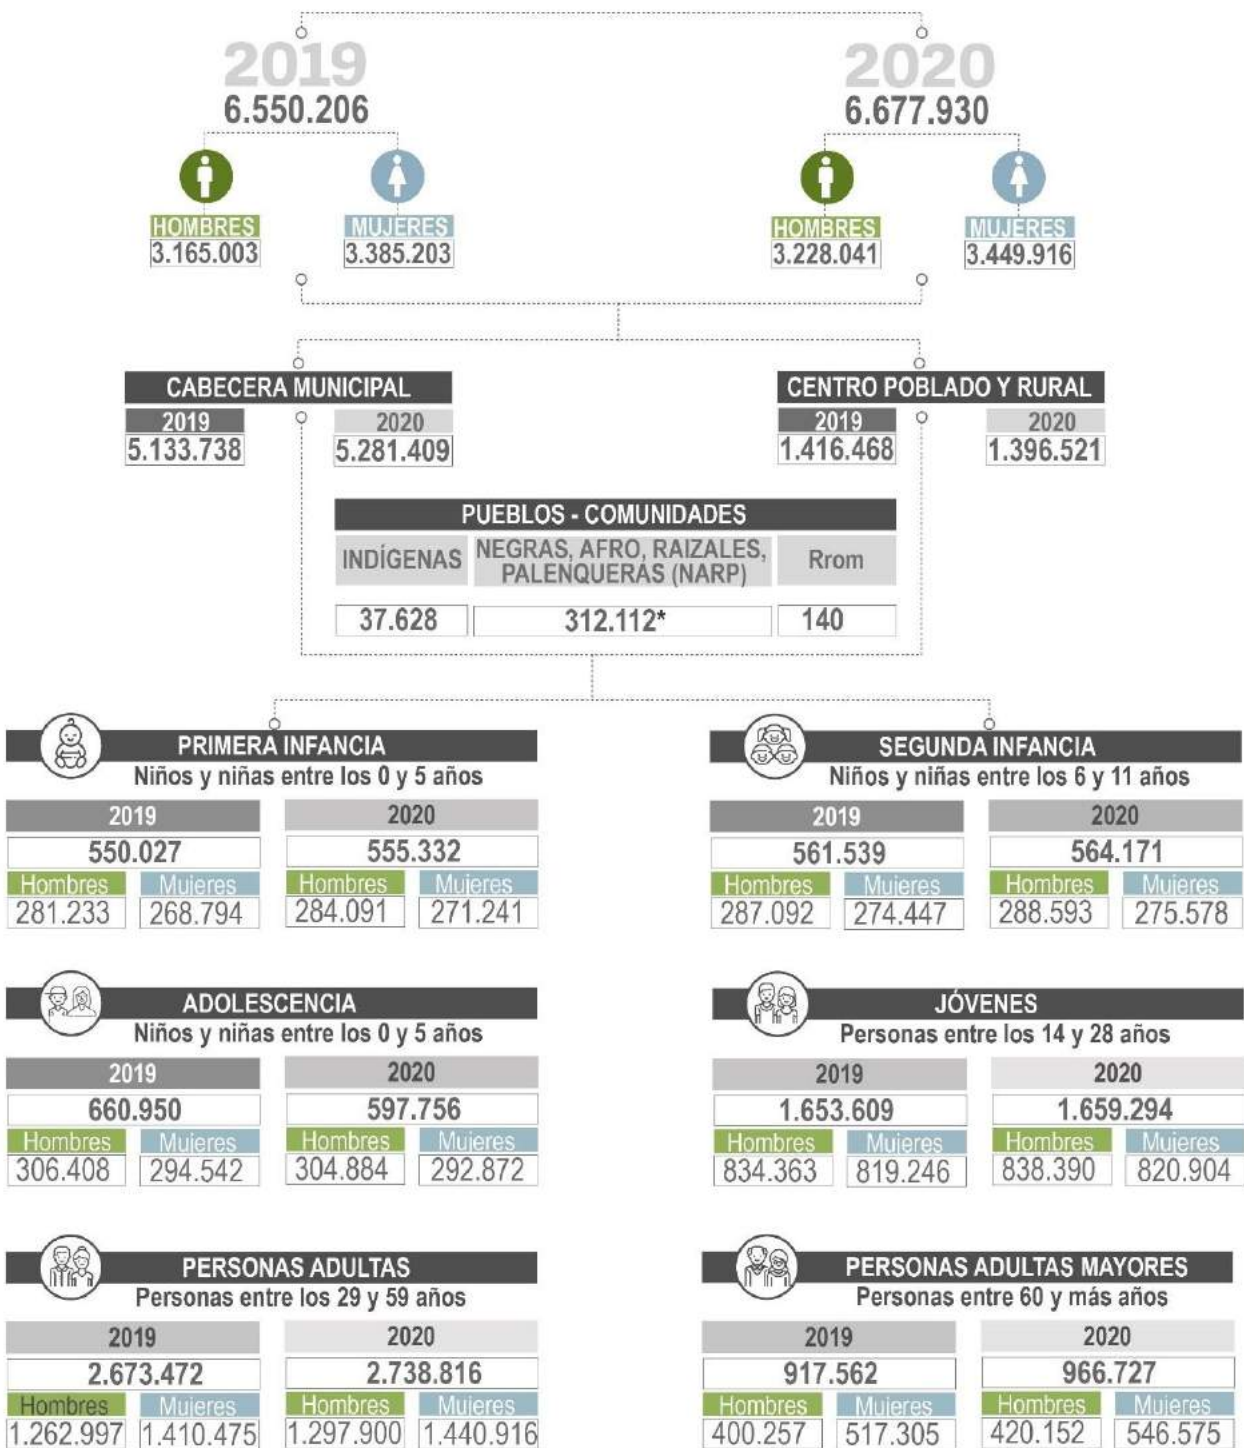 2019
6.550.206
HOMBRES
3.165.003
MUJERES
3.385.203
2020
6.677.930
HOMBRES
3.228.041
MUJERES
3.449.916
CABECERA MUNICIPAL
2019
5.133.738
2020
5.281.409
CENTRO POBLADO Y RURAL
2019
1.416.468
2020
1.396.521
PUEBLOS - COMUNIDADES
INDÍGENAS
NEGRAS, AFRO, RAIZALES,
PALENQUERAS (NARP)
Rrom
37.628
312.112*
140
PRIMERA INFANCIA
Niños y niñas entre los 0 y 5 años
2019
2020
550.027
555.332
Hombres Mujeres Hombres Mujeres
281.233 268.794 284.091 271.241
SEGUNDA INFANCIA
Niños y niñas entre los 6 y 11 años
2019
2020
561.539
564.171
Hombres Mujeres Hombres Mujeres
287.092 274.447 288.593 275.578
ADOLESCENCIA
Niños y niñas entre los 0 y 5 años
2019
2020
660.950
597.756
Hombres Mujeres Hombres Mujeres
306.408 294.542 304.884 292.872
JÓVENES
Personas entre los 14 y 28 años
2019
2020
1.653.609
1.659.294
Hombres Mujeres Hombres Mujeres
834.363 819.246 838.390 820.904
PERSONAS ADULTAS
Personas entre los 29 y 59 años
2019
2020
2.673.472
2.738.816
Hombres Mujeres Hombres Mujeres
1.262.997 1.410.475 1.297.900 1.440.916
PERSONAS ADULTAS MAYORES
Personas entre 60 y más años
2019
2020
917.562
966.727
Hombres Mujeres Hombres Mujeres
400.257 517.305 420.152 546.575